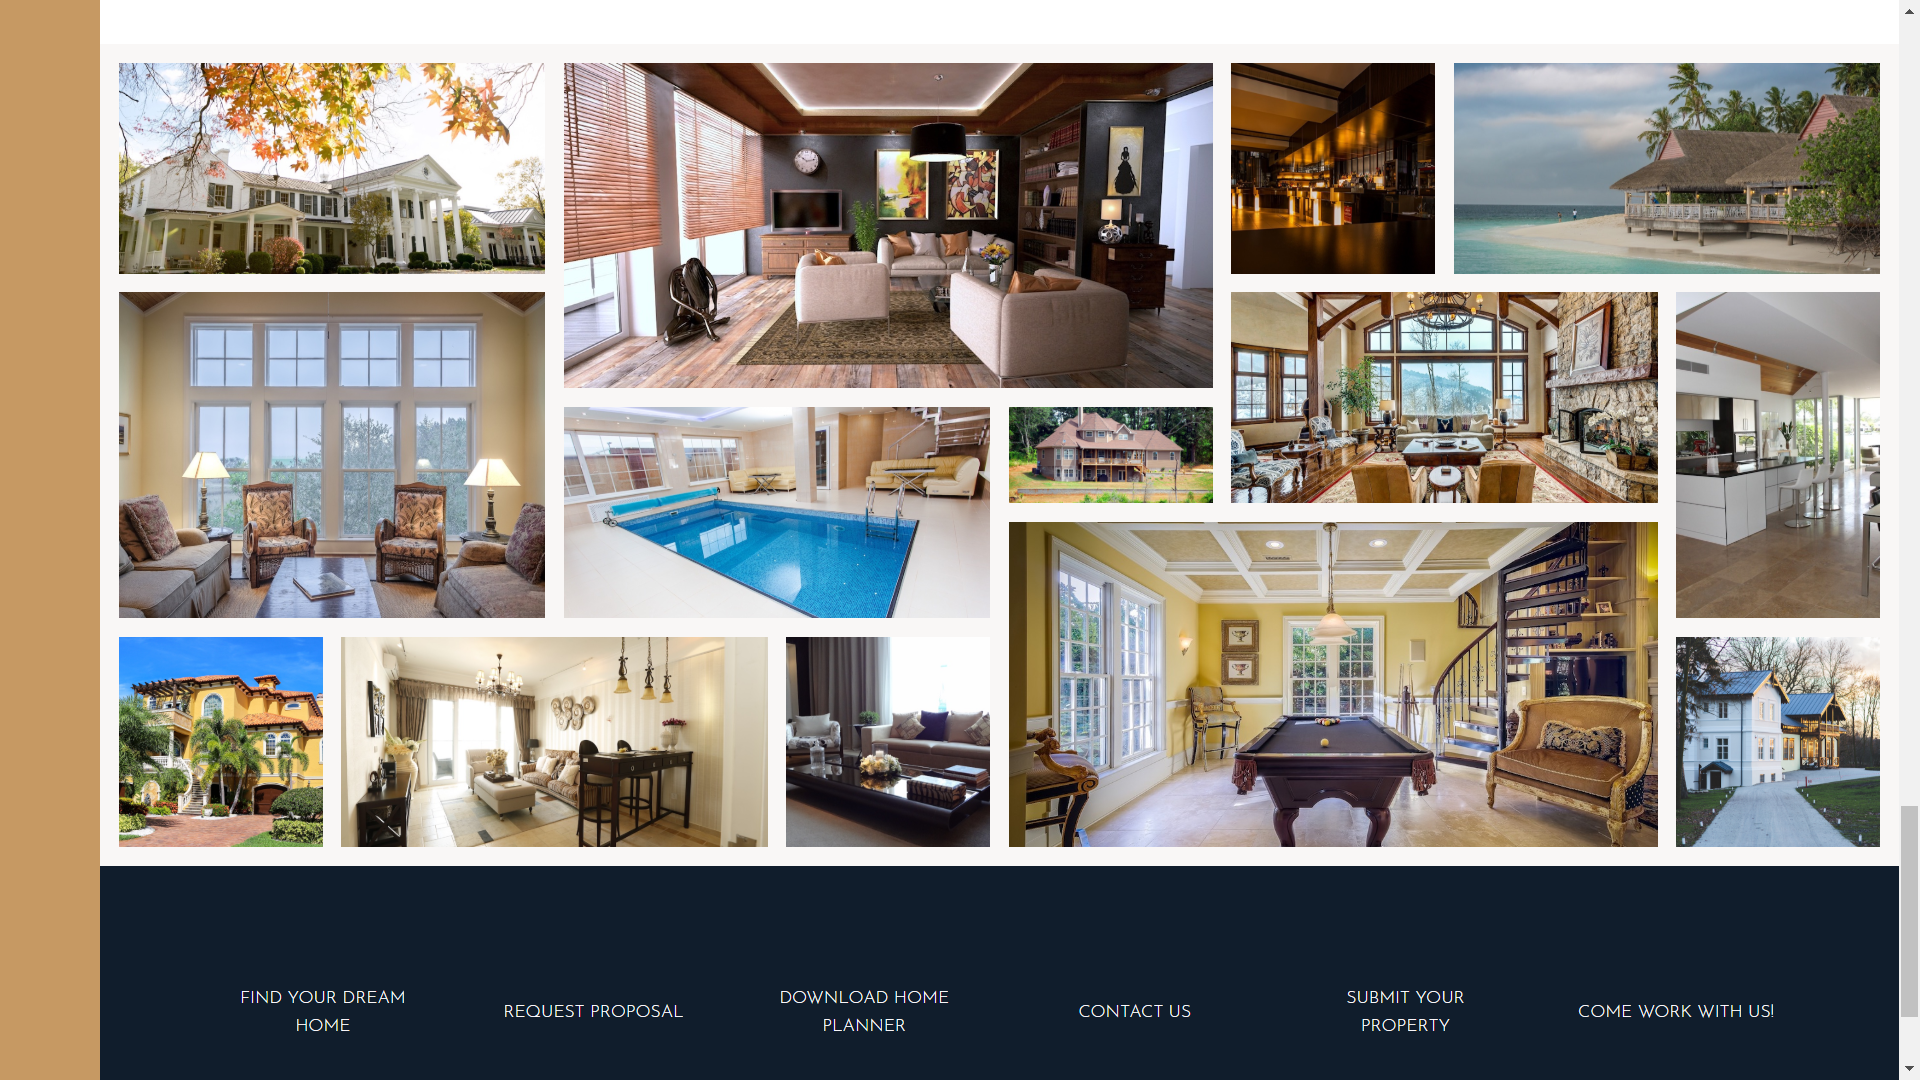 FIND YOUR DREAM
HOME
REQUEST PROPOSAL
DOWNLOAD HOME
PLANNER
CONTACT US
SUBMIT YOUR
PROPERTY
COME WORK WITH US!